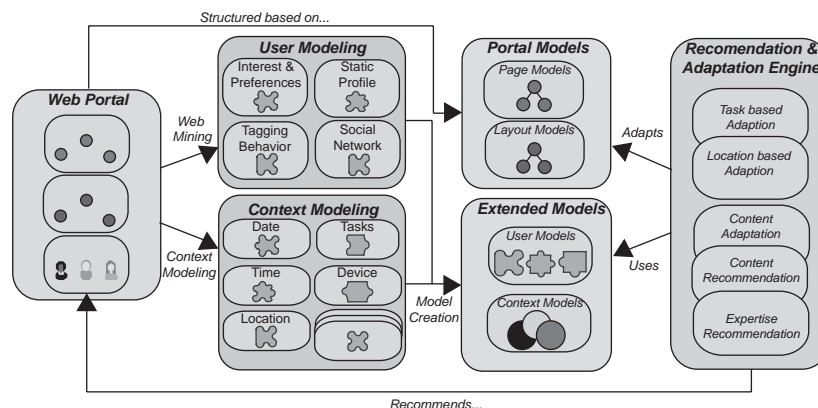 Structured based on...
User Modeling
Interest &
Preferences
Static
Profile
Tagging
Behavior
Social
Network
Web Portal
Web
Mining
Context
Modeling
Context Modeling
Date
Tasks
Time
Device
Location
Model
Creation
Portal Models
Page Models
Layout Models
Extended Models
User Models
Context Models
Adapts
Uses
Recomendation &
Adaptation Engine
Task based
Adaption
Location based
Adaption
Content
Adaptation
Content
Recommendation
Expertise
Recommendation
Recommends...